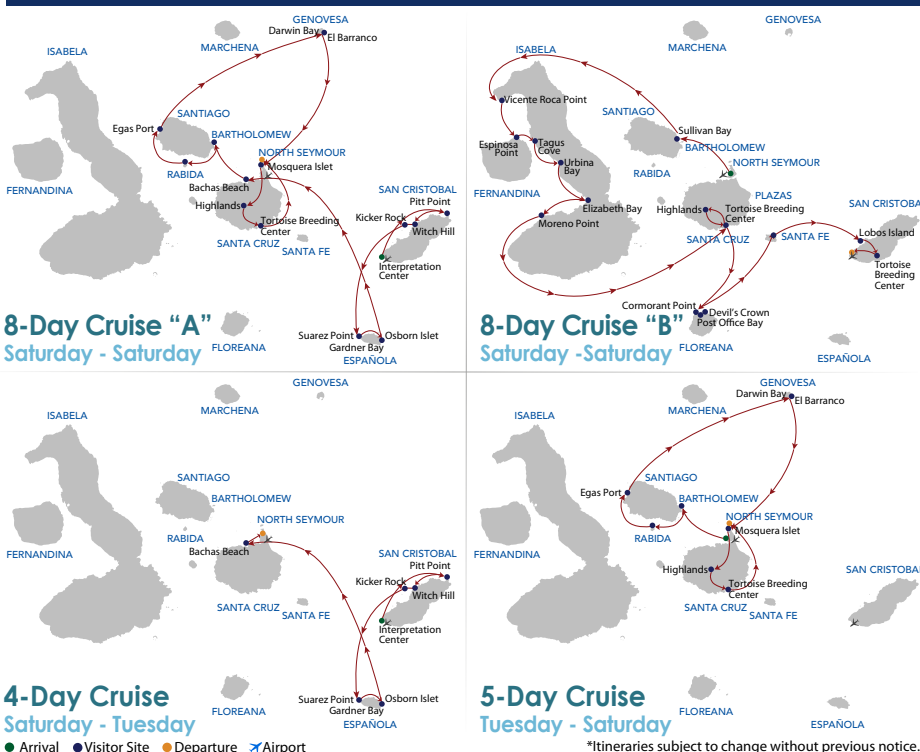 GENOVESA
Darwin Bay
El Barranco
MARCHENA
ISABELA
SANTIAGO
Egas Port
BARTHOLOMEW
NORTH SEYMOUR
Mosquera Islet
RABIDA
FERNANDINA
Bachas Beach
SAN CRISTOBAL
Pitt Point
Highlands
Kicker Rock
Witch Hill
Tortoise Breeding
Center
SANTA CRUZ
SANTA FE
Interpretation
Center
8-Day Cruise “A”
Saturday - Saturday
Suarez Point
Osborn Islet
Gardner Bay
FLOREANA
ESPAÑOLA
GENOVESA
MARCHENA
ISABELA
Vicente Roca Point
SANTIAGO
Sullivan Bay
Espinosa
Point
Tagus
Cove
BARTHOLOMEW
NORTH SEYMOUR
Urbina
Bay
RABIDA
FERNANDINA
PLAZAS
Elizabeth Bay
Highlands
Tortoise Breeding
Center
SAN CRISTOBA
Moreno Point
SANTA CRUZ
SANTA FE
Lobos Island
Tortoise
Breeding
Center
Cormorant Point
Devil's Crown
Post Office Bay
8-Day Cruise “B”
Saturday -Saturday
FLOREANA
ESPAÑOLA
GENOVESA
MARCHENA
ISABELA
SANTIAGO
BARTHOLOMEW
NORTH SEYMOUR
RABIDA
Bachas Beach
FERNANDINA
SAN CRISTOBAL
Pitt Point
Kicker Rock
Witch Hill
SANTA CRUZ
SANTA FE
Interpretation
Center
4-Day Cruise
Saturday - Tuesday
Suarez Point
Osborn Islet
Gardner Bay
FLOREANA
ESPAÑOLA
Arrival
Visitor Site
Departure
Airport
GENOVESA
Darwin Bay
El Barranco
MARCHENA
ISABELA
SANTIAGO
Egas Port
BARTHOLOMEW
NORTH SEYMOUR
Mosquera Islet
RABIDA
FERNANDINA
Highlands
SAN CRISTOBA
Tortoise Breeding
Center
SANTA CRUZ
SANTA FE
5-Day Cruise
Tuesday - Saturday
FLOREANA
ESPAÑOLA
*Itineraries subject to change without previous notice.